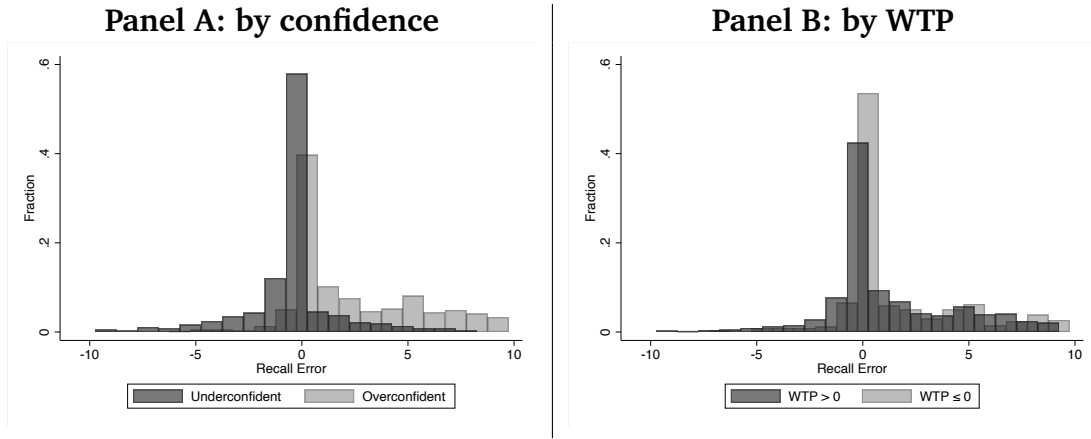 Panel A: by confidence
.6
.4
.2
0
Fraction
-10 -5 0 5 10
Recall Error
Underconfident Overconfident
Panel B: by WTP
.6
.4
.2
0
Fraction
-10 -5 0 5 10
Recall Error
WTP > 0 WTP ≤ 0